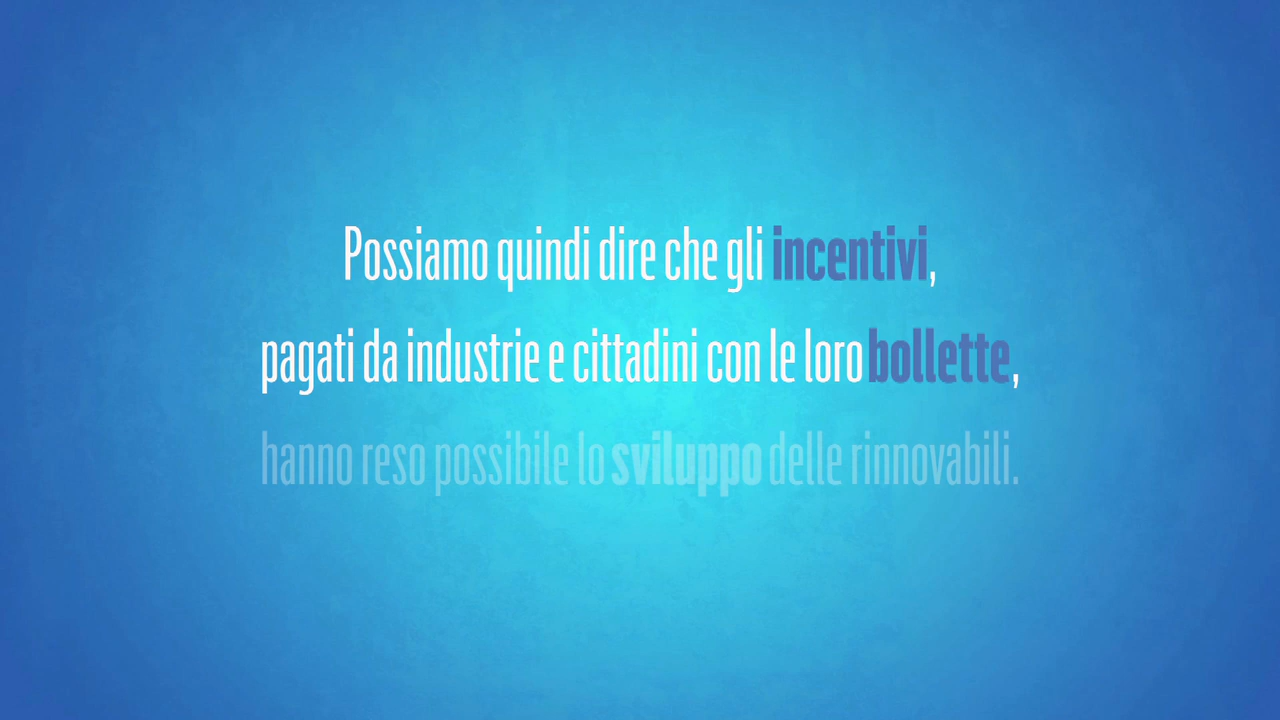 Possiamo quindi dire che gli incentivi,
pagati da industrie e cittadini con le loro bollette,
hanno reso possibile lo sviluppo delle rinnovabili.